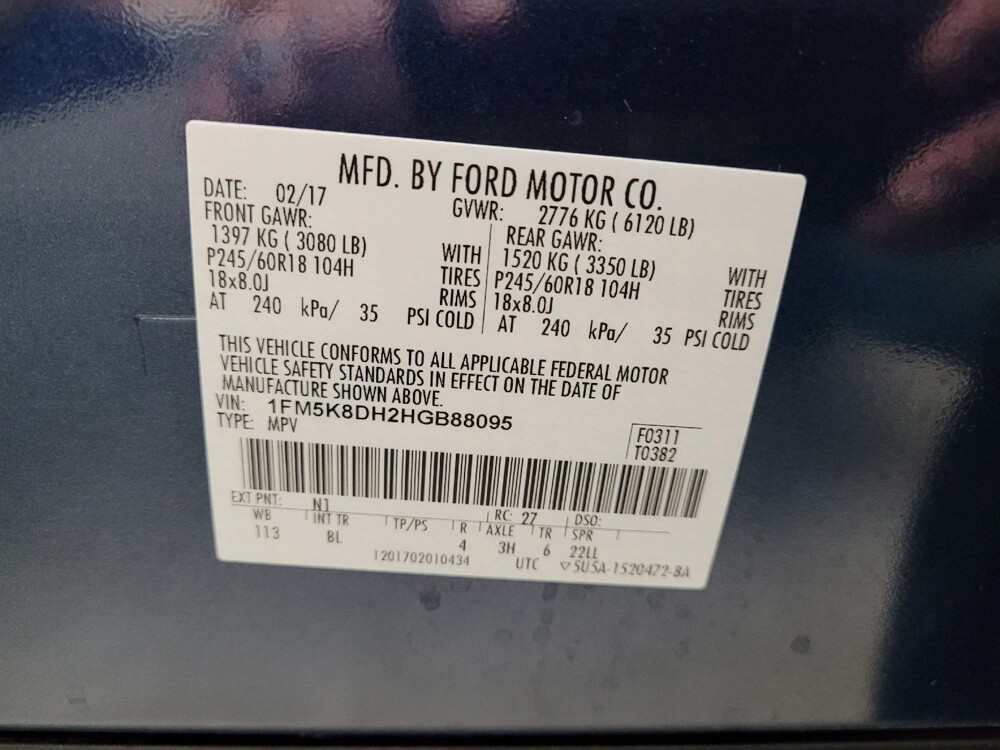 MFD. BY FORD MOTOR CO.
DATE: 02/17 GVWR: 2776 KG ( 6120 LB)
FRONT GAWR: REAR GAWR:
1397 KG ( 3080 LB) WITH 1520 KG ( 3350 LB) WITH
P245/60R18 104H TIRES P245/60R18 104H TIRES
18x8.0J RIMS 18x8.0J RIMS
AT 240 kPa/ 35 PSI COLD AT 240 kPa/ 35 PSI COLD
THIS VEHICLE CONFORMS TO ALL APPLICABLE FEDERAL MOTOR
VEHICLE SAFETY STANDARDS IN EFFECT ON THE DATE OF
MANUFACTURE SHOWN ABOVE.
VIN: 1FM5K8DH2HGB88095
TYPE: MPV
F0311
T0382
EXT PNT: N1 RC: 27 DSO:
WB INT TR TP/PS R AXLE TR SPR
113 BL 4 3H 6 22LL
1201702010434 UTC ▽5U5A-1520472-BA